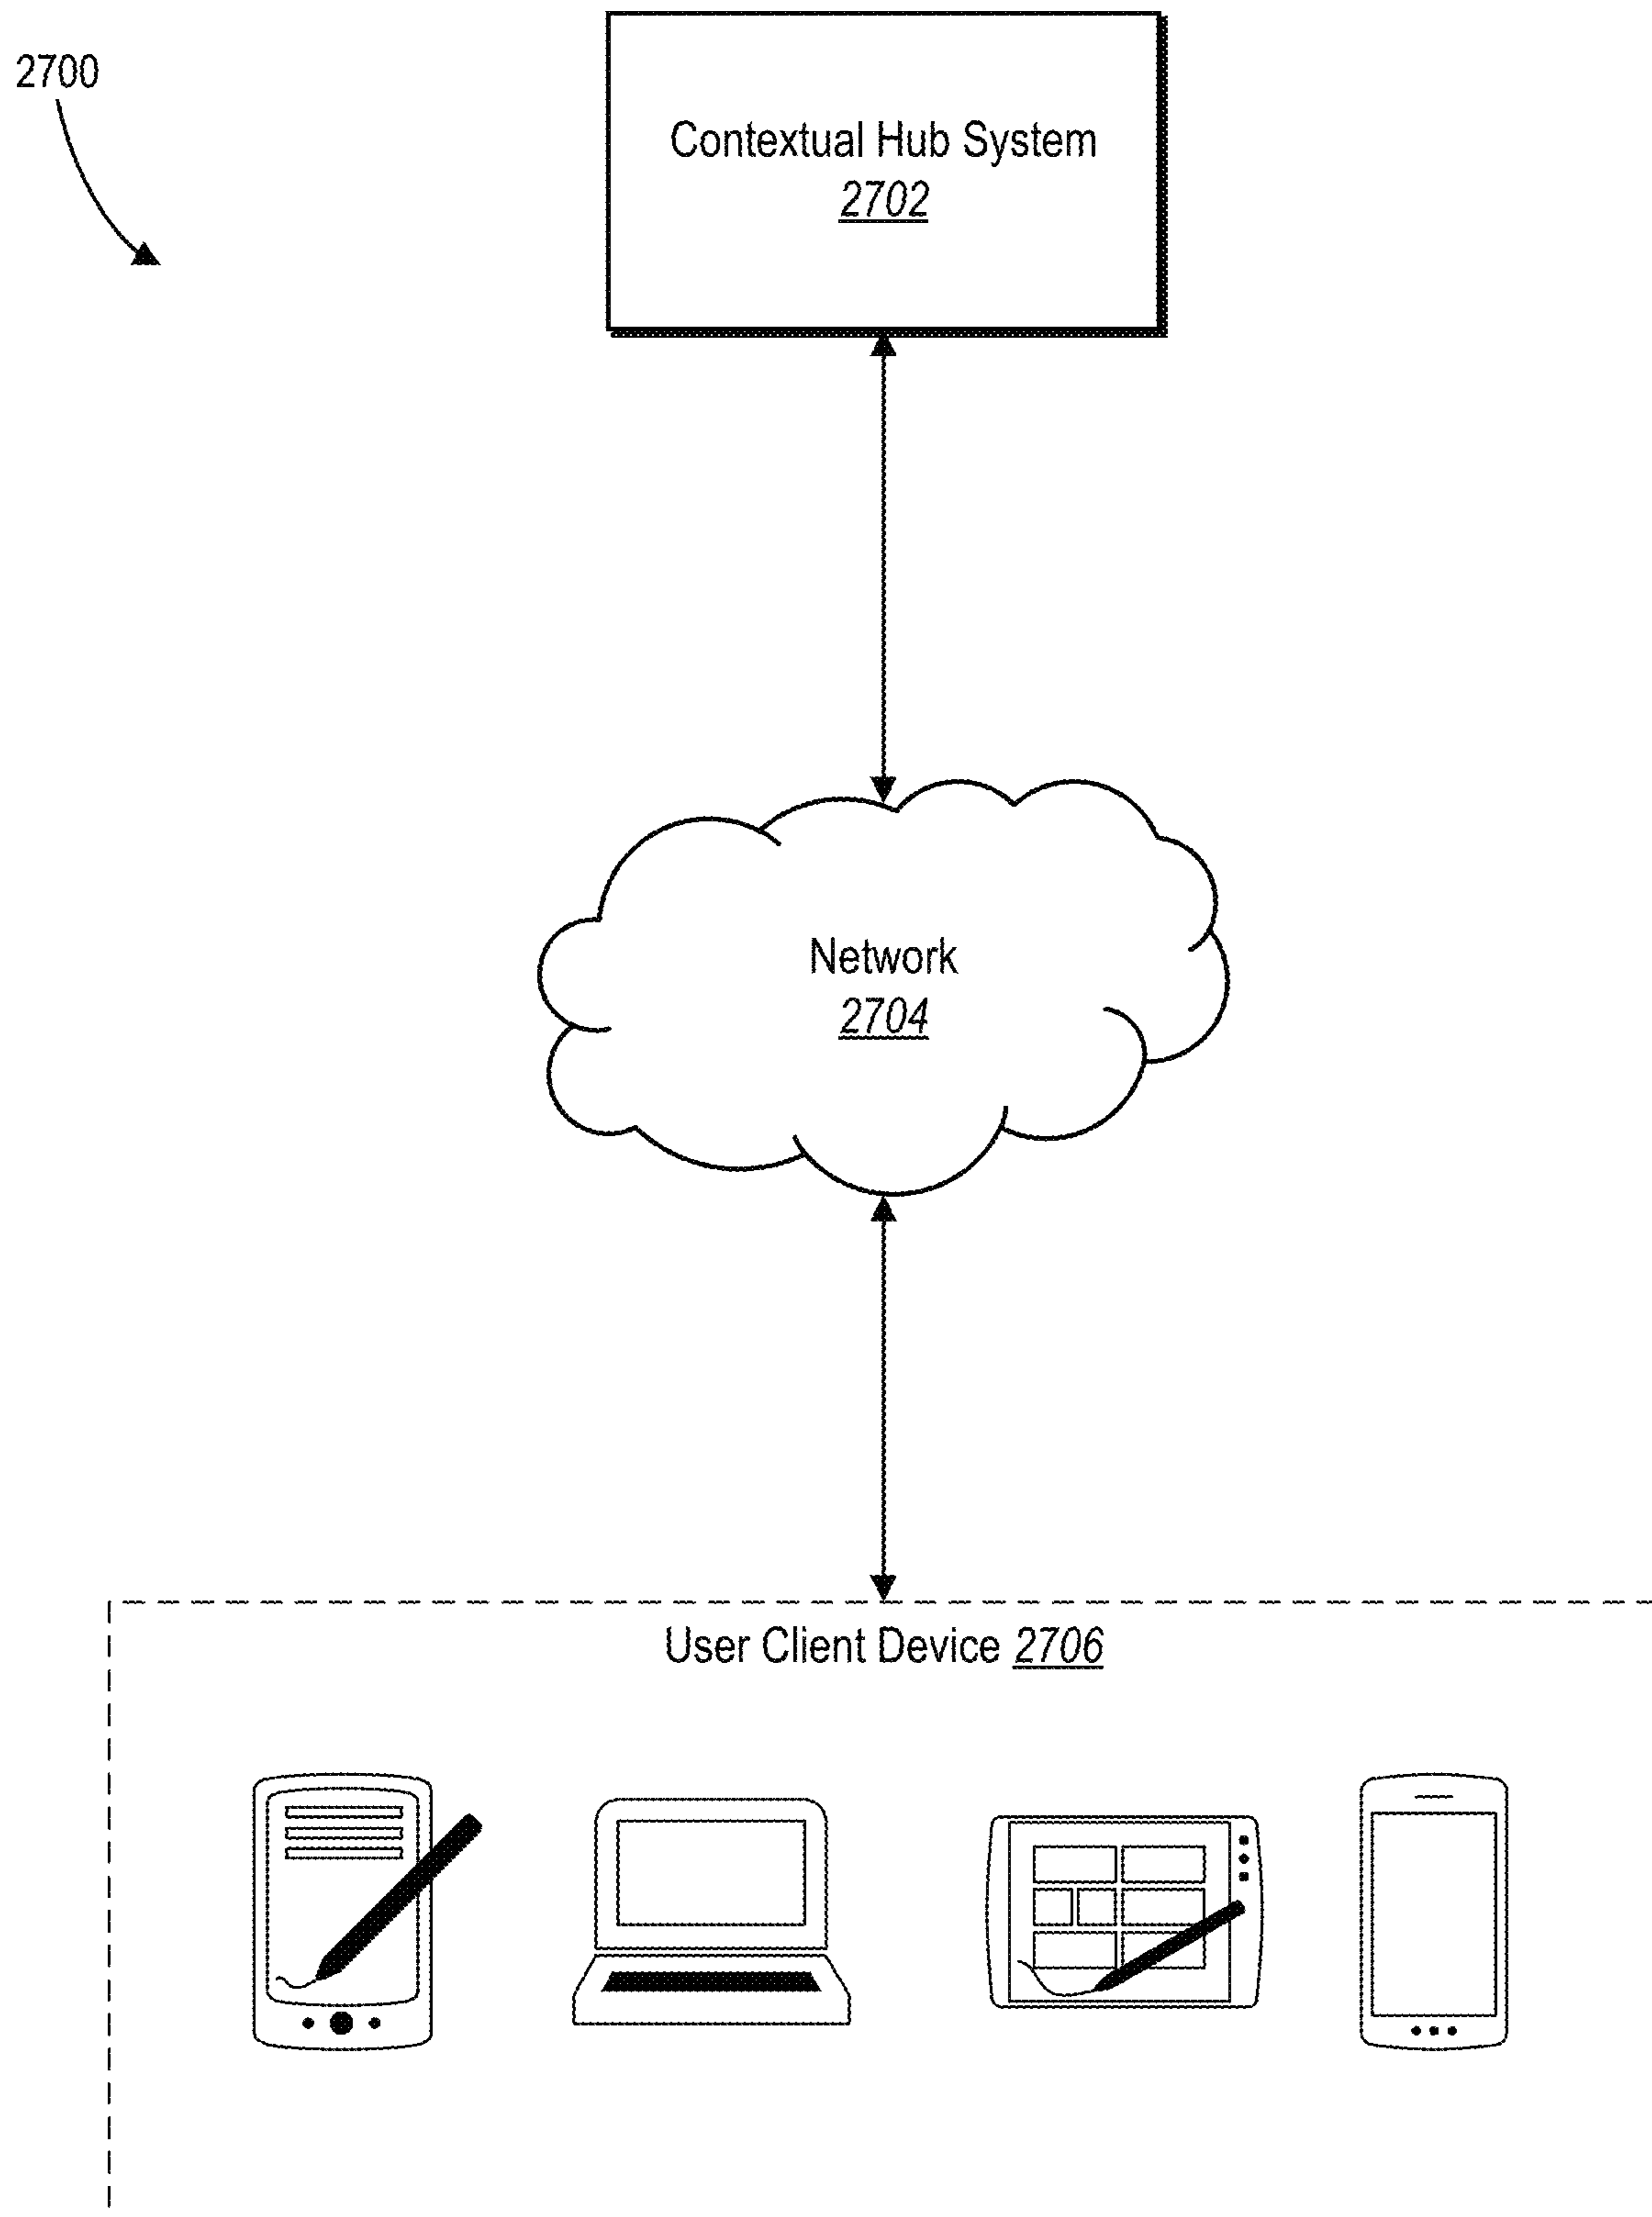 2700
Contextual Hub System
2702
Network
2704
User Client Device 2706